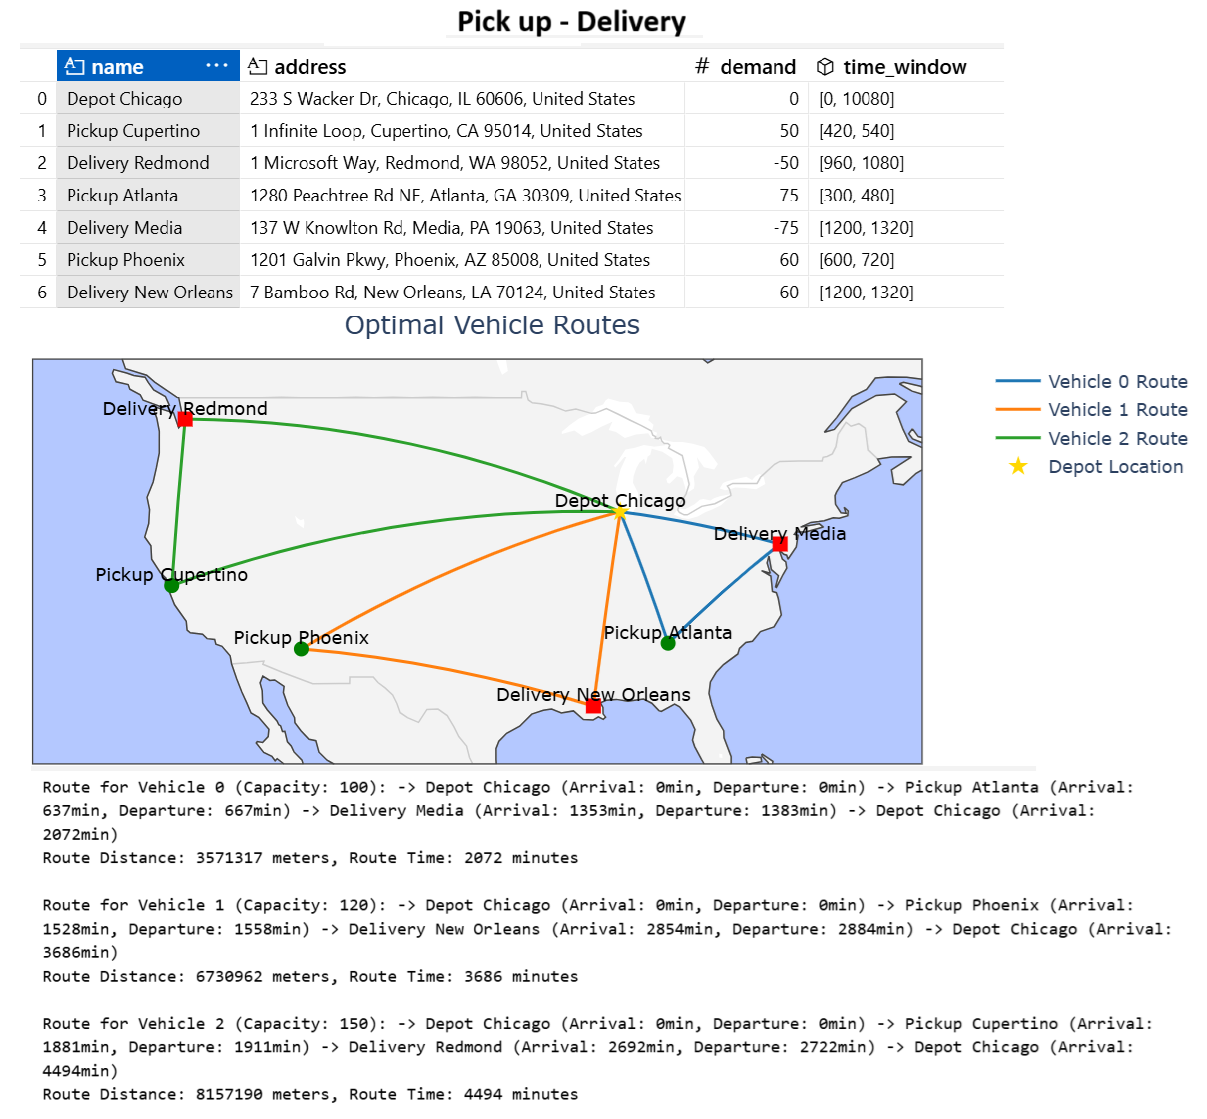 Pick up - Delivery
name ··· address # demand time_window
0 Depot Chicago 233 S Wacker Dr, Chicago, IL 60606, United States 0 [0, 10080]
1 Pickup Cupertino 1 Infinite Loop, Cupertino, CA 95014, United States 50 [420, 540]
2 Delivery Redmond 1 Microsoft Way, Redmond, WA 98052, United States -50 [960, 1080]
3 Pickup Atlanta 1280 Peachtree Rd NE, Atlanta, GA 30309, United States 75 [300, 480]
4 Delivery Media 137 W Knowlton Rd, Media, PA 19063, United States -75 [1200, 1320]
5 Pickup Phoenix 1201 Galvin Pkwy, Phoenix, AZ 85008, United States 60 [600, 720]
6 Delivery New Orleans 7 Bamboo Rd, New Orleans, LA 70124, United States 60 [1200, 1320]
Optimal Vehicle Routes
Vehicle 0 Route
Vehicle 1 Route
Vehicle 2 Route
Depot Location
Delivery Redmond
Depot Chicago
Delivery Media
Pickup Cupertino
Pickup Phoenix
Pickup Atlanta
Delivery New Orleans
Route for Vehicle 0 (Capacity: 100): -> Depot Chicago (Arrival: 0min, Departure: 0min) -> Pickup Atlanta (Arrival:
637min, Departure: 667min) -> Delivery Media (Arrival: 1353min, Departure: 1383min) -> Depot Chicago (Arrival:
2072min)
Route Distance: 3571317 meters, Route Time: 2072 minutes
Route for Vehicle 1 (Capacity: 120): -> Depot Chicago (Arrival: 0min, Departure: 0min) -> Pickup Phoenix (Arrival:
1528min, Departure: 1558min) -> Delivery New Orleans (Arrival: 2854min, Departure: 2884min) -> Depot Chicago (Arrival:
3686min)
Route Distance: 6730962 meters, Route Time: 3686 minutes
Route for Vehicle 2 (Capacity: 150): -> Depot Chicago (Arrival: 0min, Departure: 0min) -> Pickup Cupertino (Arrival:
1881min, Departure: 1911min) -> Delivery Redmond (Arrival: 2692min, Departure: 2722min) -> Depot Chicago (Arrival:
4494min)
Route Distance: 8157190 meters, Route Time: 4494 minutes